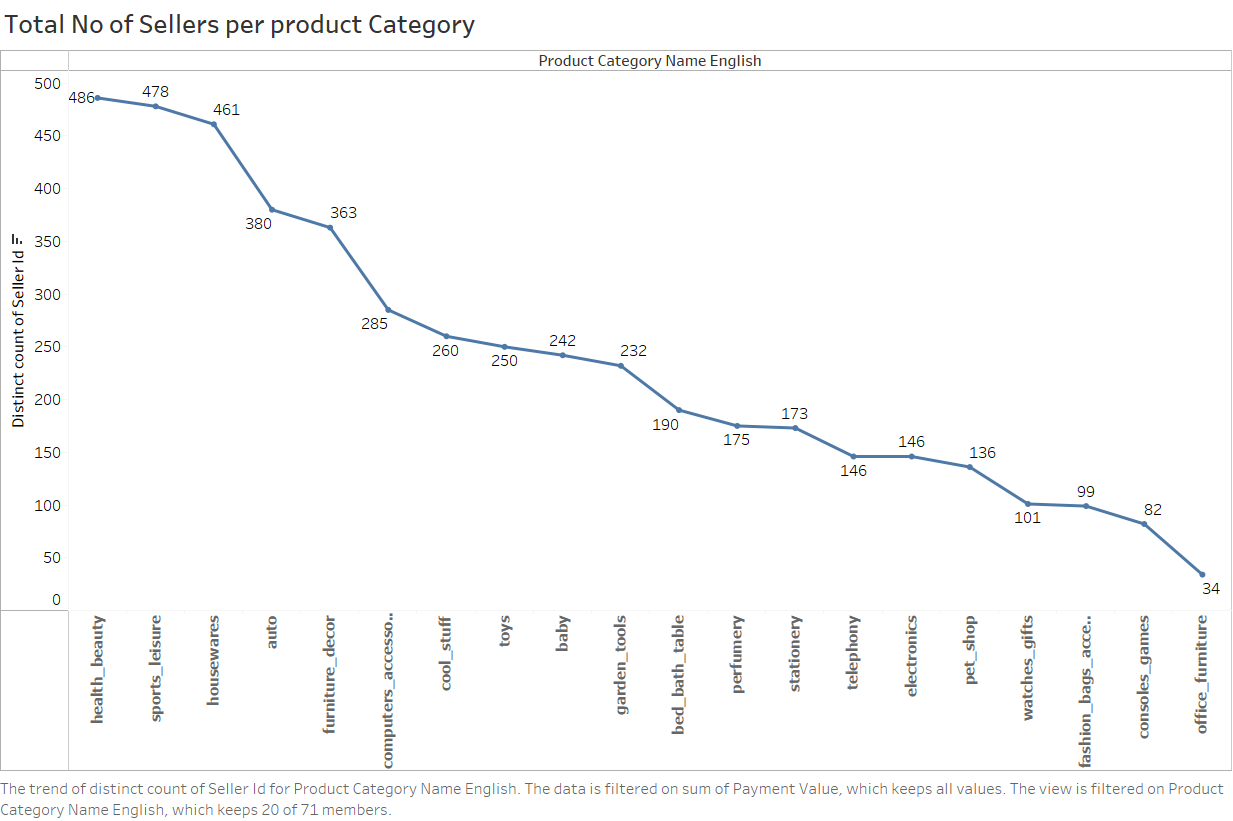 Total No of Sellers per product Category
Product Category Name English
Distinct count of Seller Id
500
450
400
350
300
250
200
150
100
50
0
486
478
461
380
363
285
260
250
242
232
190
175
173
146
146
136
101
99
82
34
health_beauty
sports_leisure
housewares
auto
furniture_decor
computers_accesso..
cool_stuff
toys
baby
garden_tools
bed_bath_table
perfumery
stationery
telephony
electronics
pet_shop
watches_gifts
fashion_bags_acce..
consoles_games
office_furniture
The trend of distinct count of Seller Id for Product Category Name English. The data is filtered on sum of Payment Value, which keeps all values. The view is filtered on Product
Category Name English, which keeps 20 of 71 members.